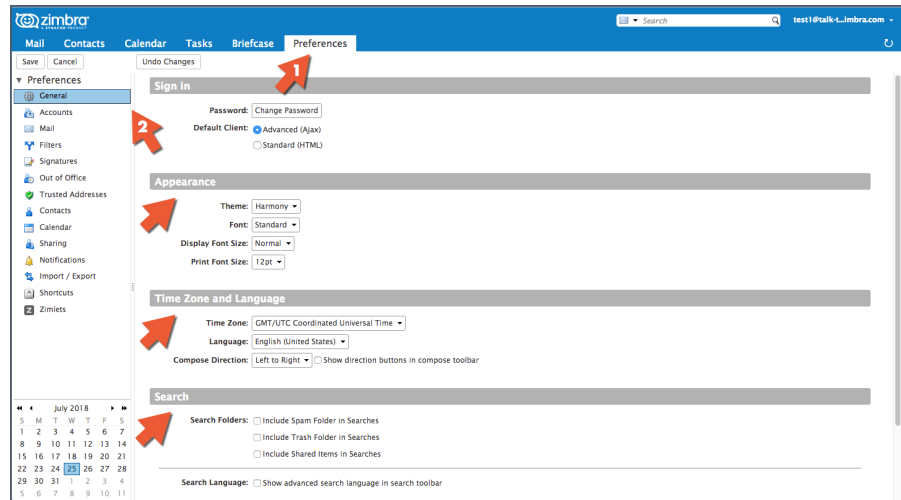 zimbra
A SYNACOR PRODUCT
Search
test1@talk-t...imbra.com
Mail Contacts Calendar Tasks Briefcase Preferences
Save Cancel Undo Changes
Preferences
General
Accounts
Mail
Filters
Signatures
Out of Office
Trusted Addresses
Contacts
Calendar
Sharing
Notifications
Import / Export
Shortcuts
Zimlets
1
2
Sign in
Password: Change Password
Default Client: Advanced (Ajax)
Standard (HTML)
Appearance
Theme: Harmony
Font: Standard
Display Font Size: Normal
Print Font Size: 12pt
Time Zone and Language
Time Zone: GMT/UTC Coordinated Universal Time
Language: English (United States)
Compose Direction: Left to Right Show direction buttons in compose toolbar
Search
Search Folders: Include Spam Folder in Searches
Include Trash Folder in Searches
Include Shared Items in Searches
Search Language: Show advanced search language in search toolbar
July 2018
S M T W T F S
1 2 3 4 5 6 7
8 9 10 11 12 13 14
15 16 17 18 19 20 21
22 23 24 25 26 27 28
29 30 31 1 2 3 4
5 6 7 8 9 10 11